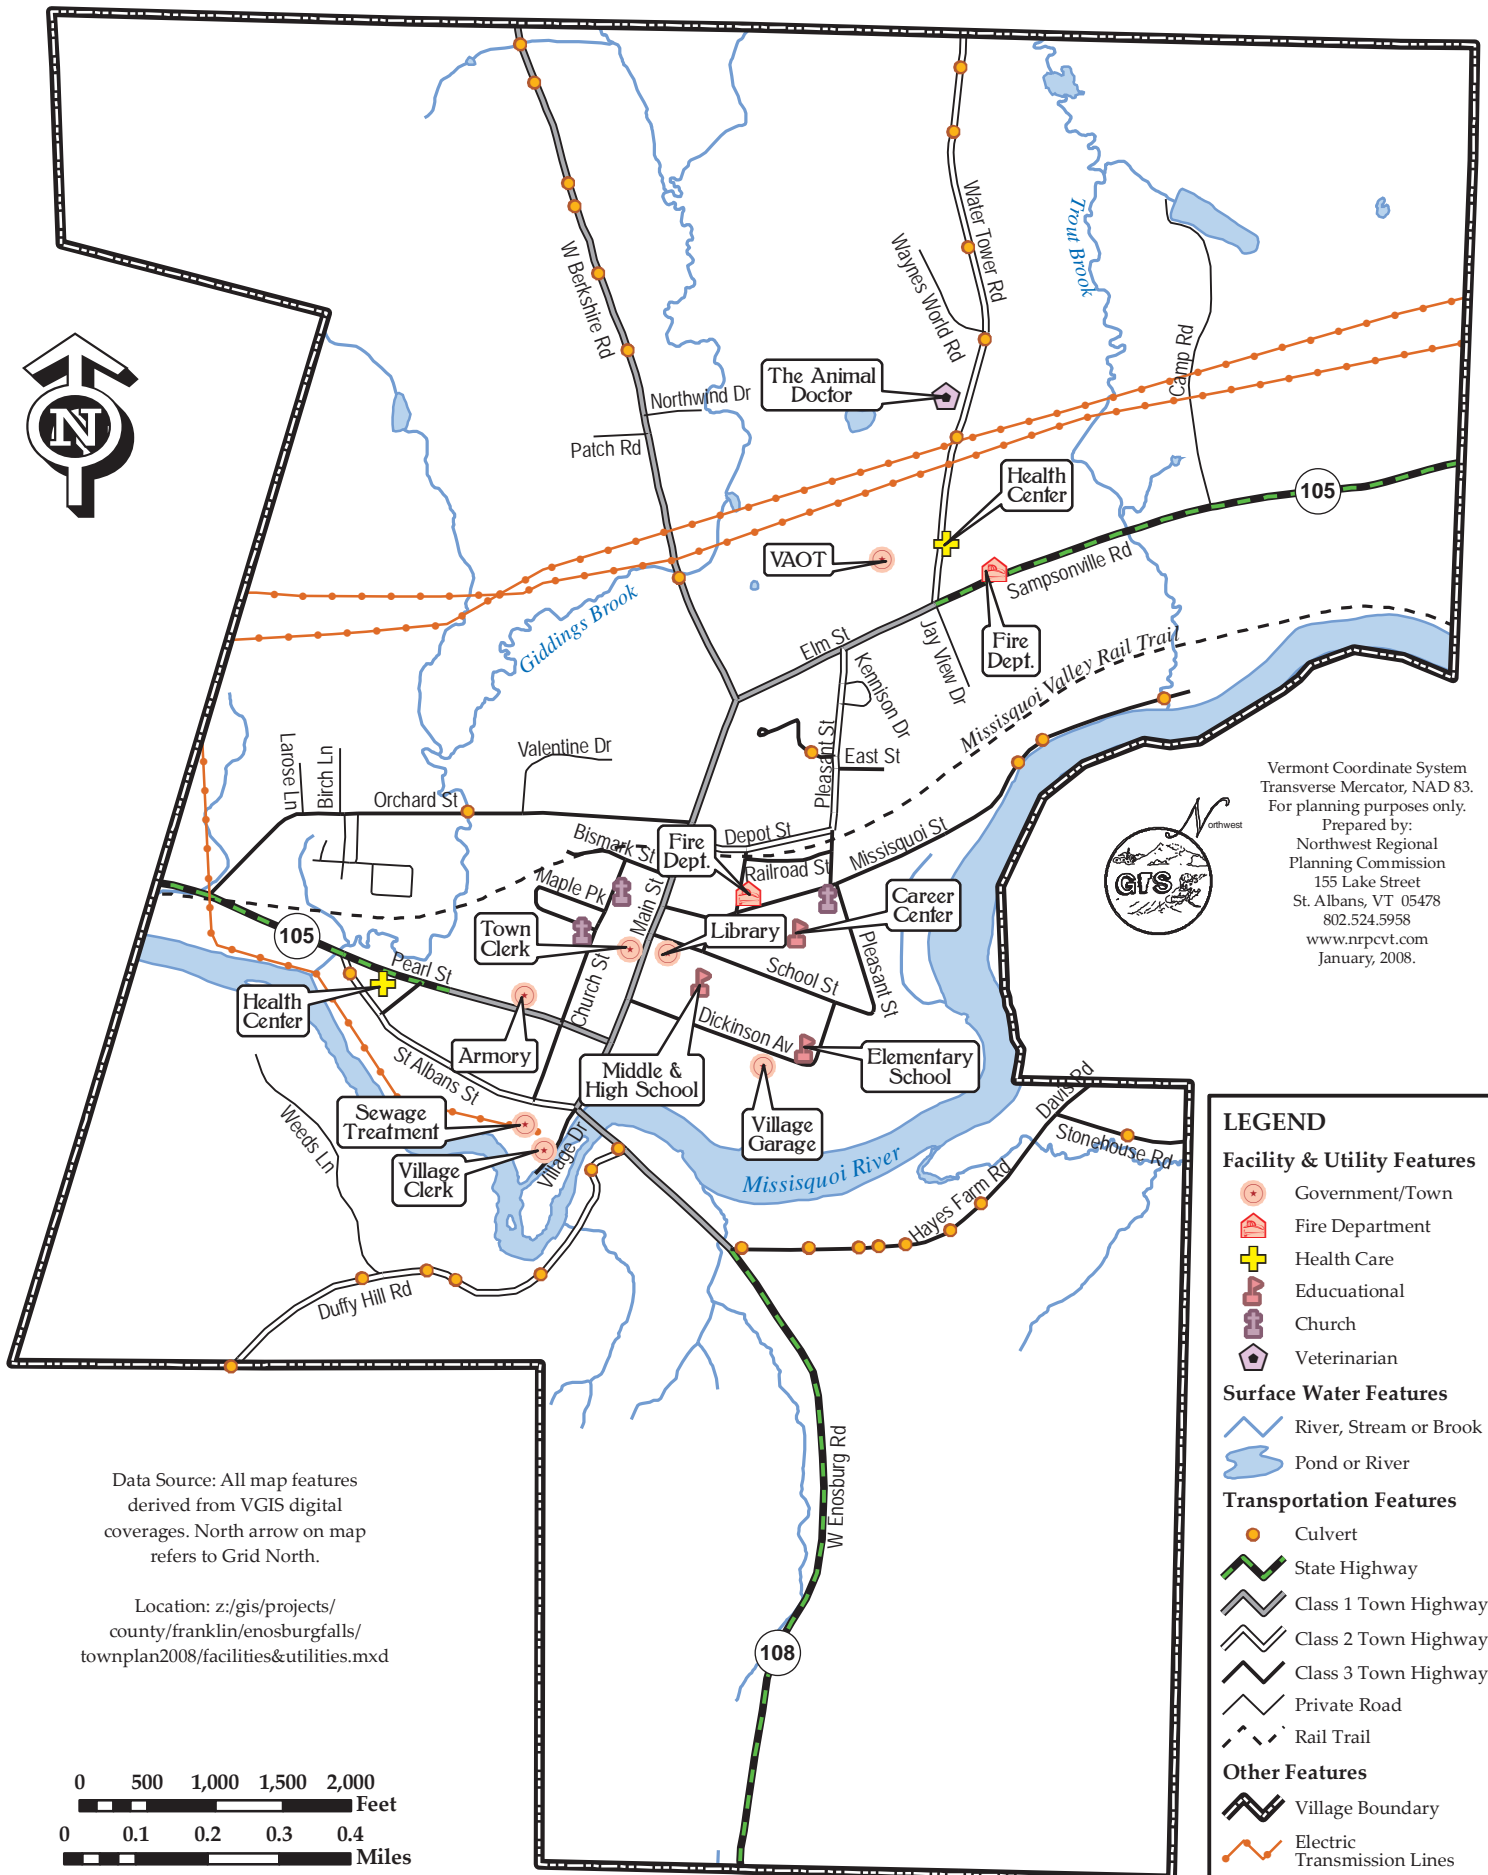 W Berkshire Rd
Water Tower Rd
Waynes World Rd
Trout Brook
Camp Rd
N
The Animal
Doctor
Northwind Dr
Patch Rd
Health
Center
105
VAOT
Sampsonville Rd
Giddings Brook
Elm St
Fire
Dept.
Jay View Dr
Kennison Dr
Missisquoi Valley Rail Trail
Larose Ln
Birch Ln
Valentine Dr
Pleasant St
East St
Orchard St
Vermont Coordinate System
Transverse Mercator, NAD 83.
For planning purposes only.
Prepared by:
Northwest Regional
Planning Commission
155 Lake Street
St. Albans, VT 05478
802.524.5958
www.nrpcvt.com
January, 2008.
Northwest
GIS
Bismark St
Fire
Dept.
Depot St
Railroad St
Missisquoi St
Maple Pk
Main St
Career
Center
Town
Clerk
Library
105
Pearl St
Church St
School St
Pleasant St
Health
Center
Armory
Dickinson Av
Middle &
High School
Elementary
School
St Albans St
Sewage
Treatment
Village
Garage
Weeds Ln
Village
Clerk
Village Dr
Missisquoi River
Davis Rd
Stonehouse Rd
Hayes Farm Rd
Duffy Hill Rd
W Enosburg Rd
108
Data Source: All map features
derived from VGIS digital
coverages. North arrow on map
refers to Grid North.
Location: z:/gis/projects/
county/franklin/enosburgfalls/
townplan2008/facilities&utilities.mxd
0 500 1,000 1,500 2,000
Feet
0 0.1 0.2 0.3 0.4
Miles
LEGEND
Facility & Utility Features
Government/Town
Fire Department
Health Care
Educuational
Church
Veterinarian
Surface Water Features
River, Stream or Brook
Pond or River
Transportation Features
Culvert
State Highway
Class 1 Town Highway
Class 2 Town Highway
Class 3 Town Highway
Private Road
Rail Trail
Other Features
Village Boundary
Electric
Transmission Lines